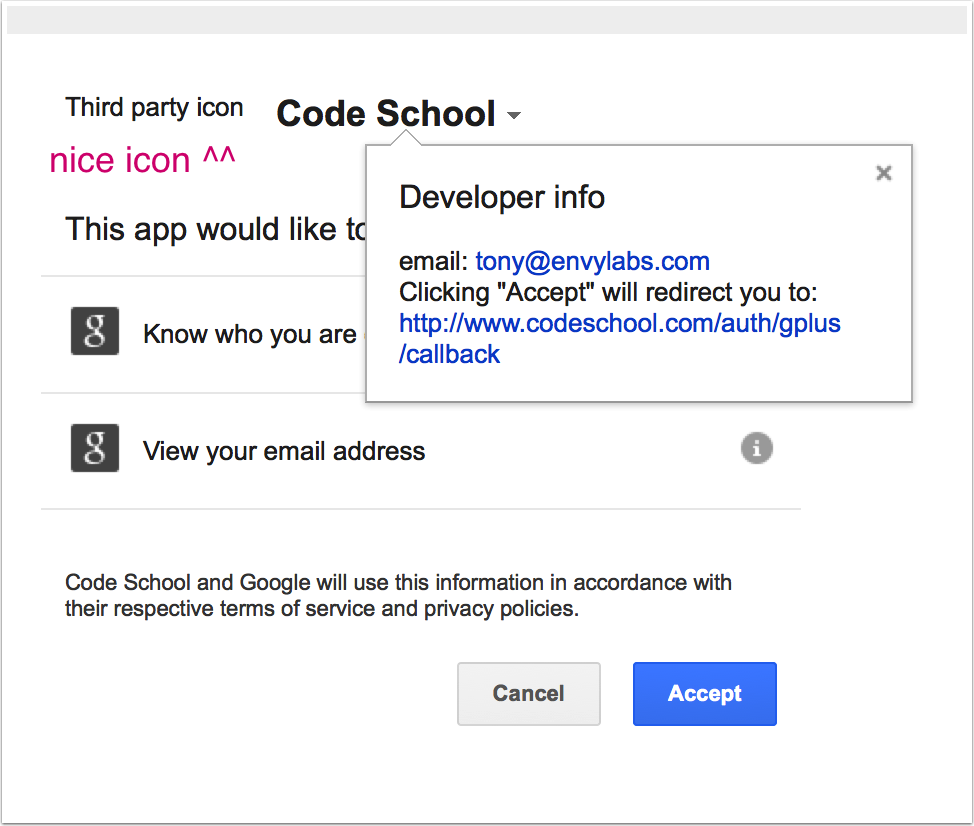 Third party icon
Code School
nice icon ^^
Developer info
This app would like to
email: tony@envylabs.com
Clicking "Accept" will redirect you to:
http://www.codeschool.com/auth/gplus
/callback
g
Know who you are
g
View your email address
i
Code School and Google will use this information in accordance with
their respective terms of service and privacy policies.
Cancel
Accept